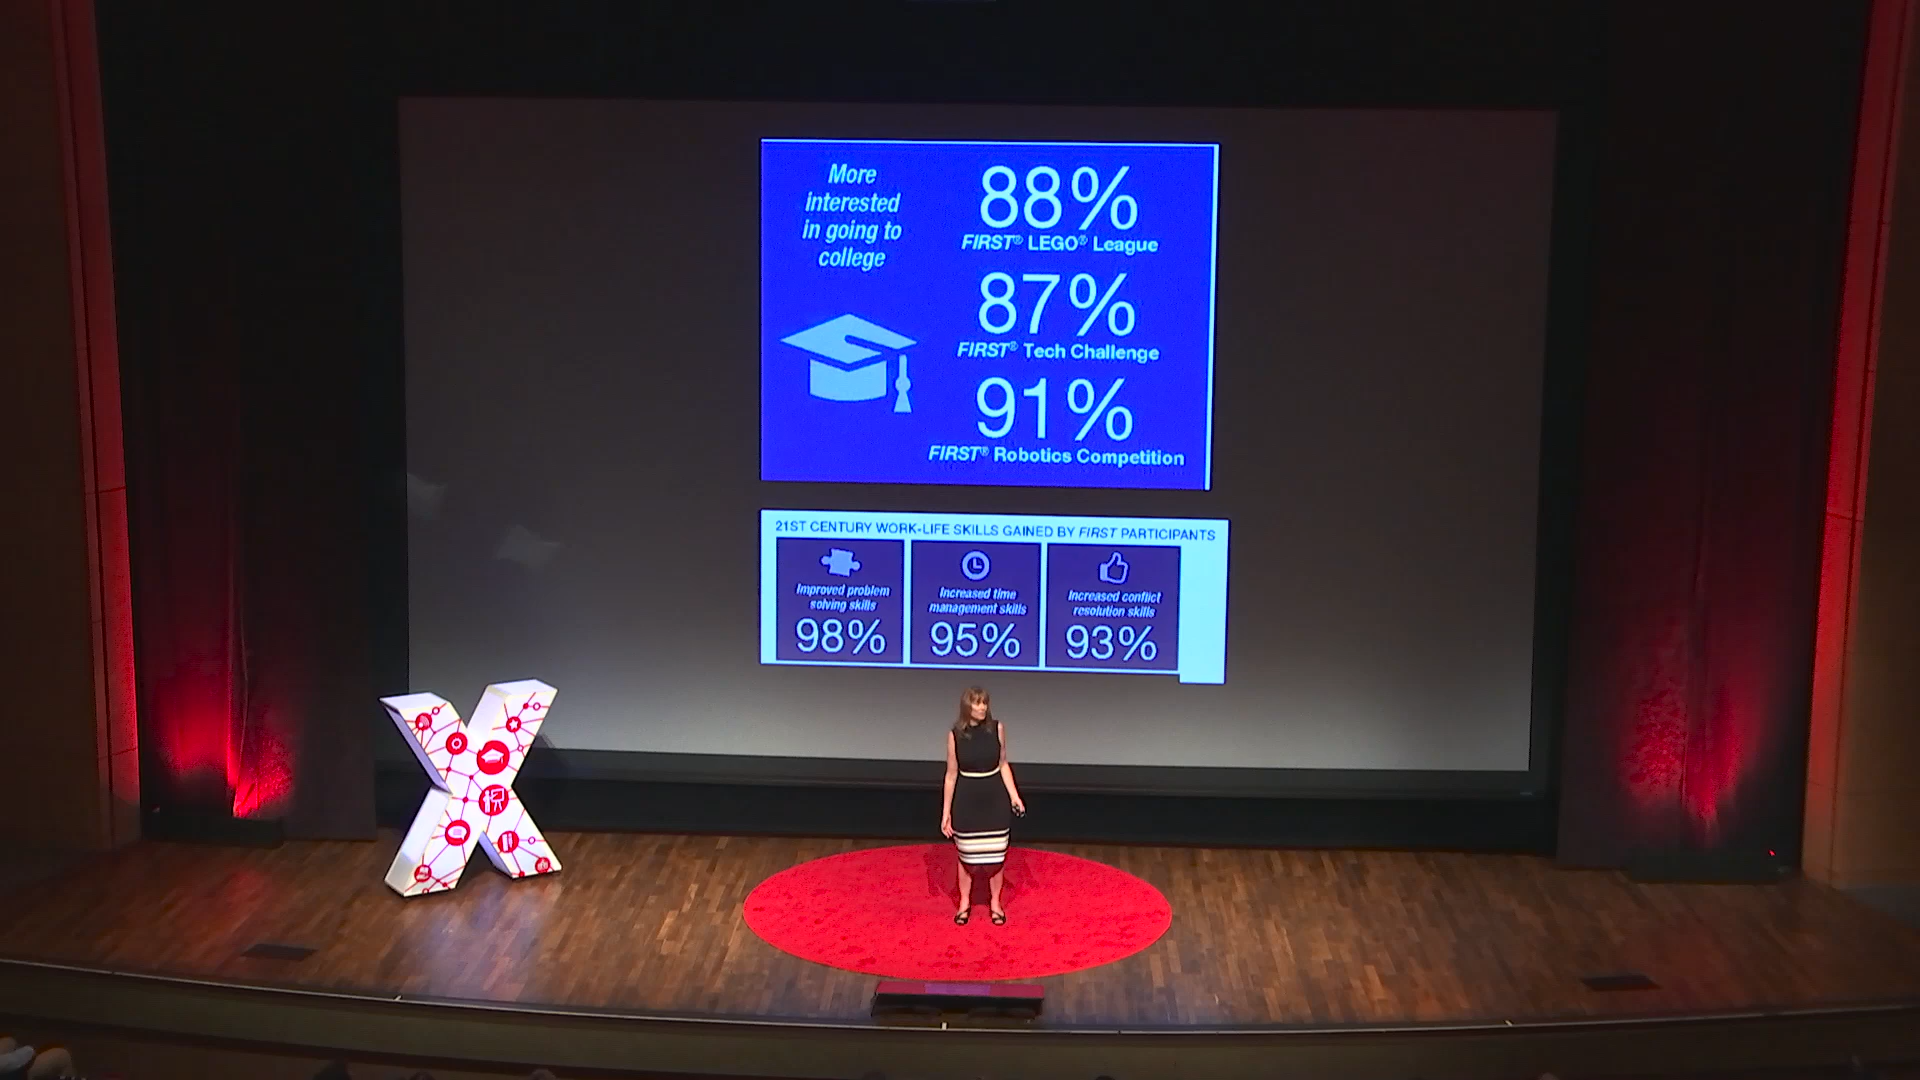 More
interested
in going to
college
88%
FIRST® LEGO® League
87%
FIRST® Tech Challenge
91%
FIRST® Robotics Competition
21ST CENTURY WORK-LIFE SKILLS GAINED BY FIRST PARTICIPANTS
Improved problem
solving skills
98%
Increased time
management skills
95%
Increased conflict
resolution skills
93%
X